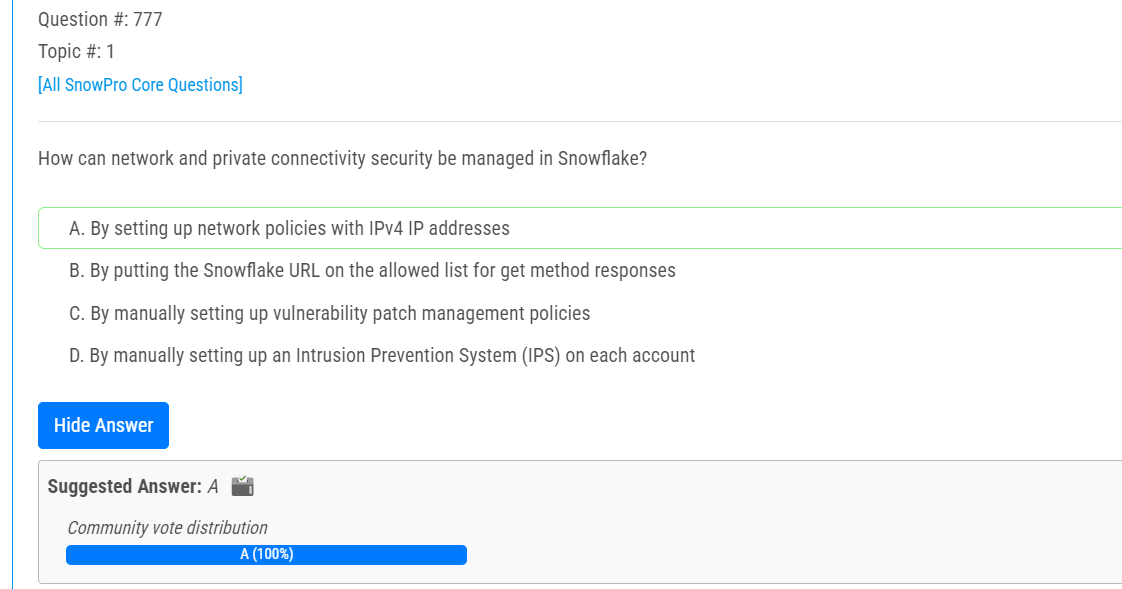 Question #: 777
Topic #: 1
[All SnowPro Core Questions]
How can network and private connectivity security be managed in Snowflake?
A. By setting up network policies with IPv4 IP addresses
B. By putting the Snowflake URL on the allowed list for get method responses
C. By manually setting up vulnerability patch management policies
D. By manually setting up an Intrusion Prevention System (IPS) on each account
Hide Answer
Suggested Answer: A
Community vote distribution
A (100%)